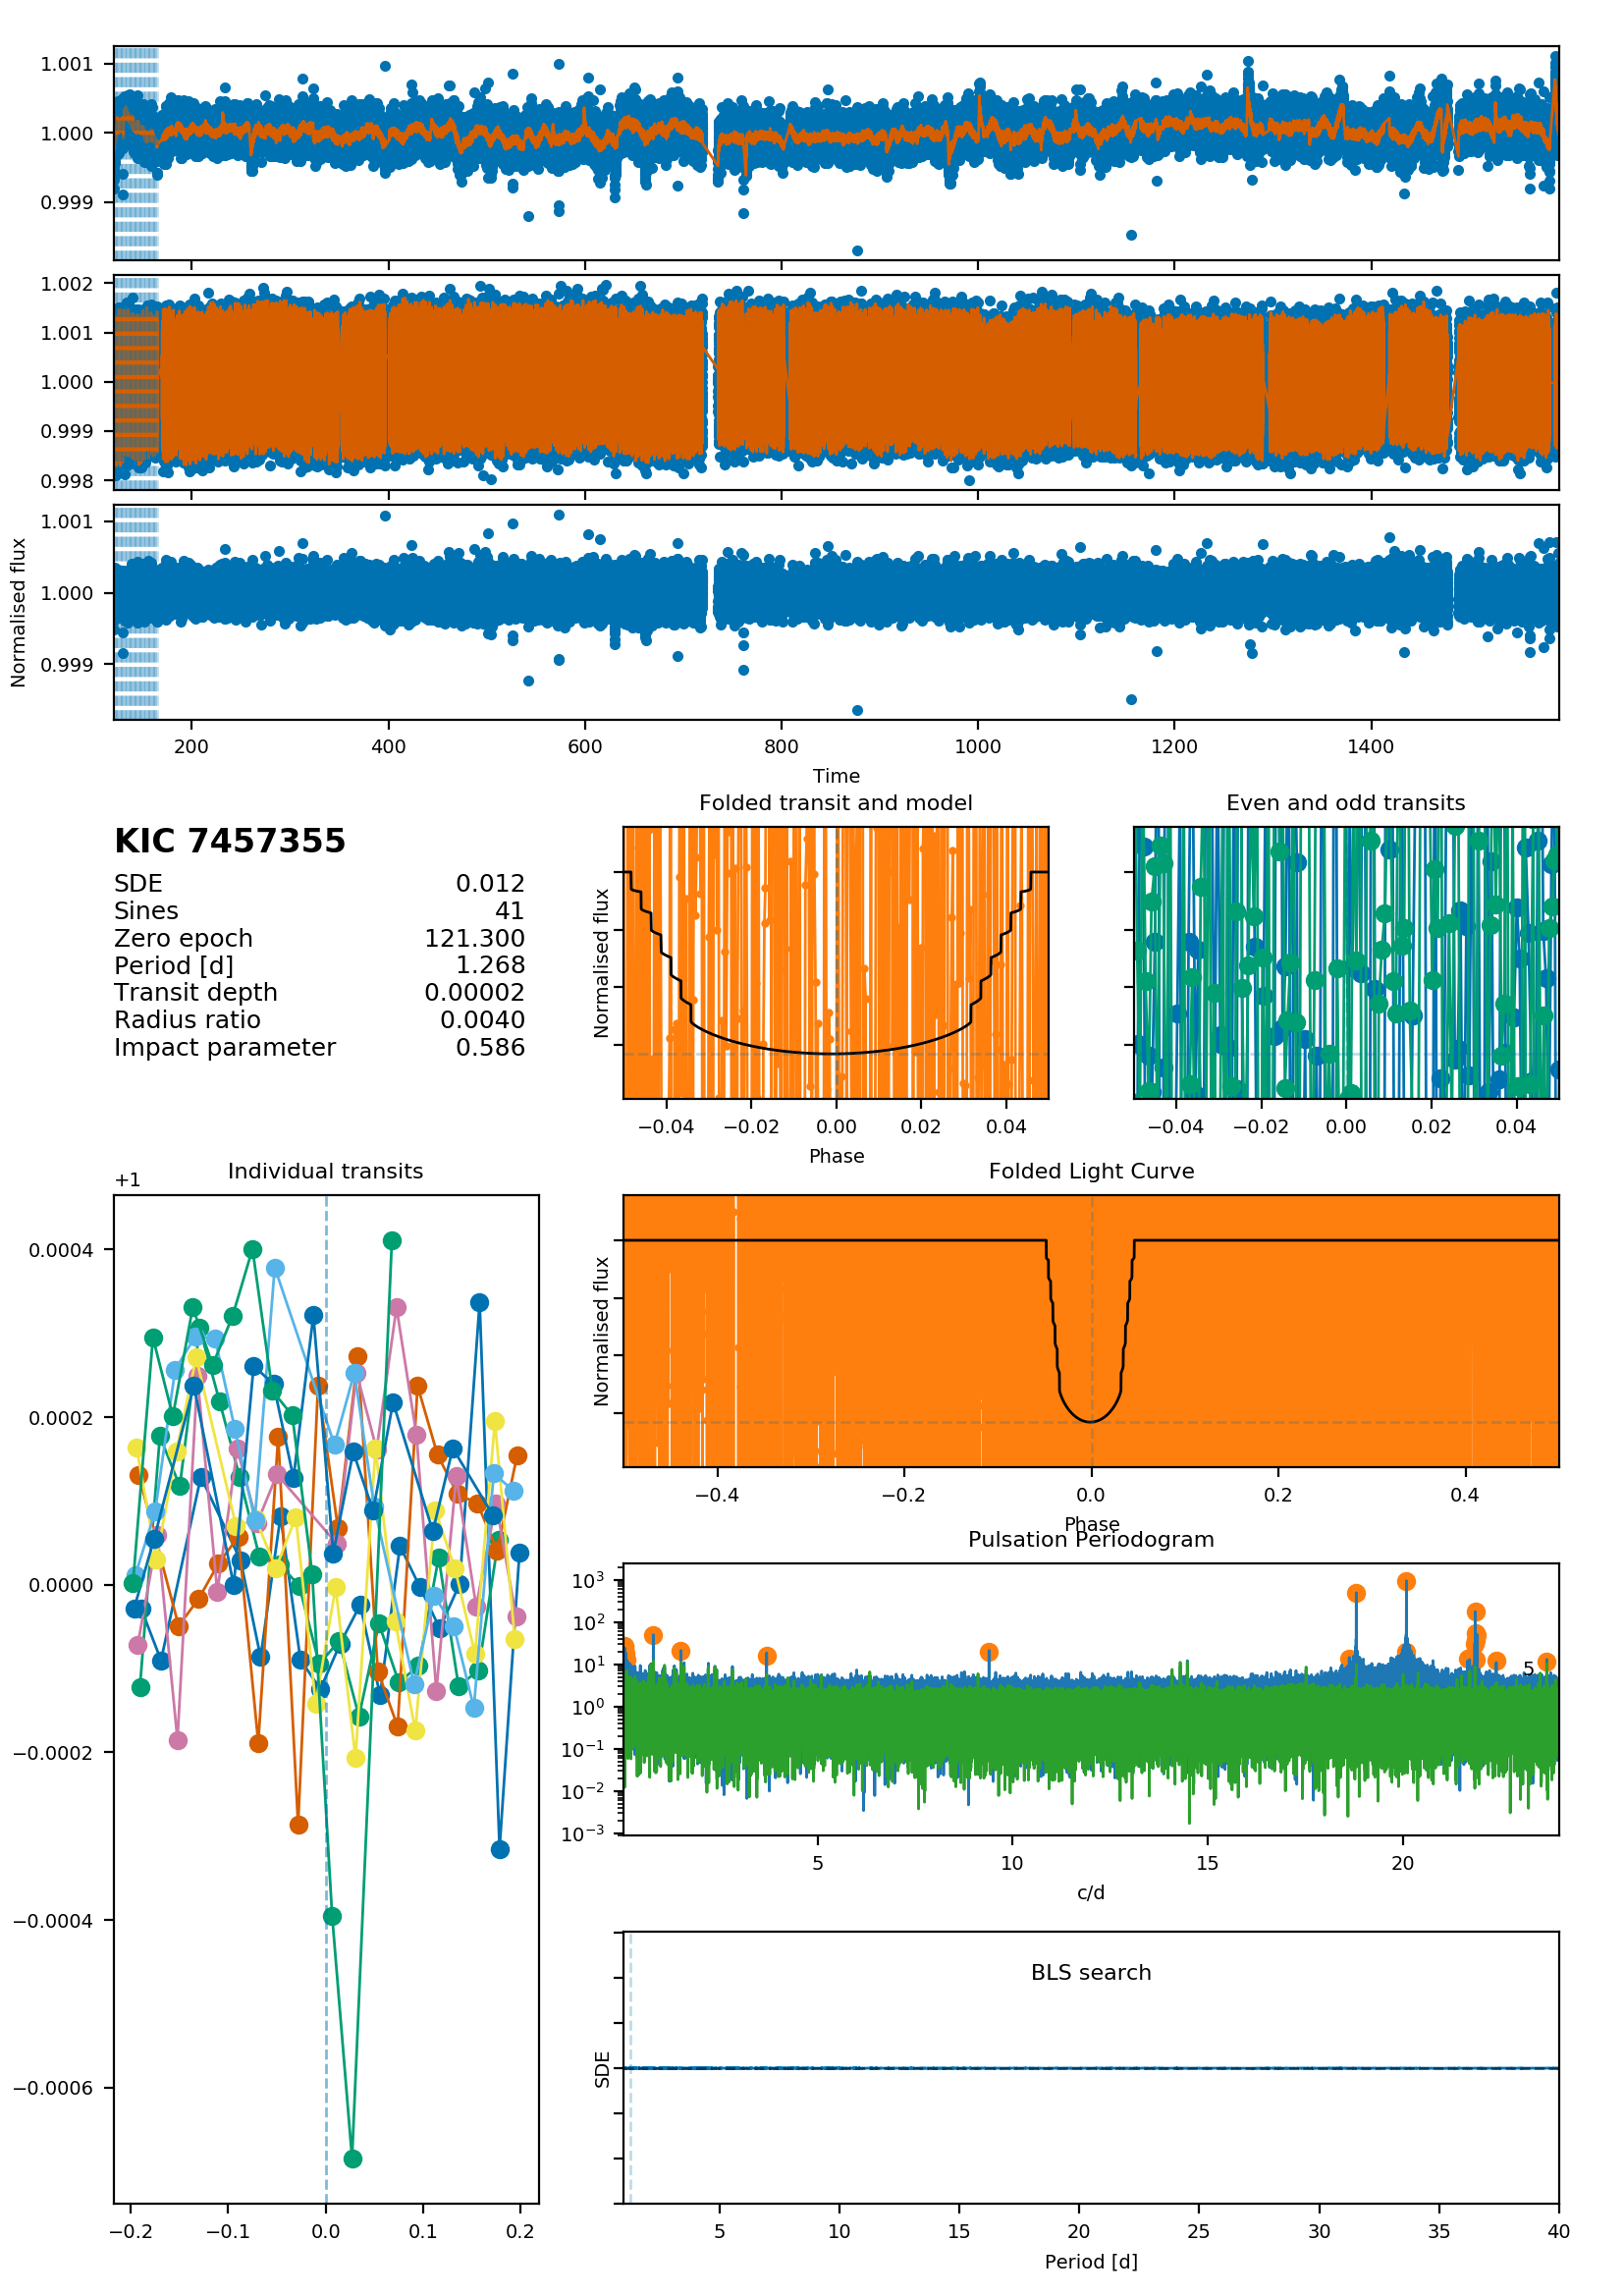 1.001
1.000
0.999
1.002
1.001
1.000
0.999
0.998
1.001
1.000
0.999
Normalised flux
200 400 600 800 1000 1200 1400
Time
KIC 7457355
SDE 0.012
Sines 41
Zero epoch 121.300
Period [d] 1.268
Transit depth 0.00002
Radius ratio 0.0040
Impact parameter 0.586
Folded transit and model
Normalised flux
−0.04 −0.02 0.00 0.02 0.04
Phase
Even and odd transits
−0.04 −0.02 0.00 0.02 0.04
Individual transits
+1
0.0004
0.0002
0.0000
−0.0002
−0.0004
−0.0006
−0.2 −0.1 0.0 0.1 0.2
Folded Light Curve
Normalised flux
−0.4 −0.2 0.0 0.2 0.4
Phase
Pulsation Periodogram
10³
10²
10¹
10⁰
10⁻¹
10⁻²
10⁻³
5
5 10 15 20
c/d
BLS search
SDE
5 10 15 20 25 30 35 40
Period [d]